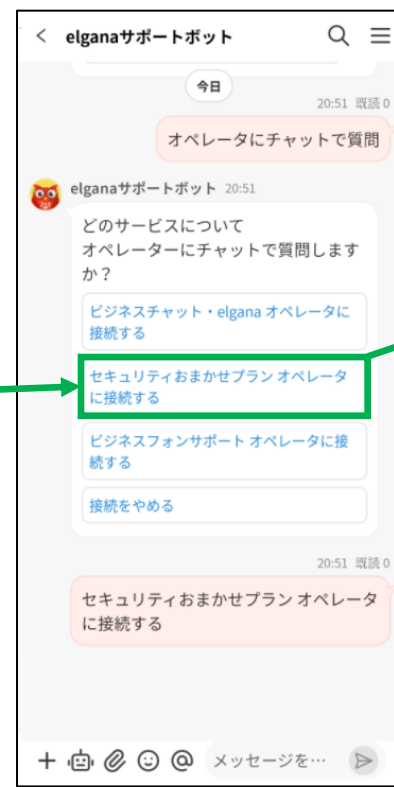 elganaサポートボット
今日
20:51 既読 0
オペレータにチャットで質問
elganaサポートボット 20:51
どのサービスについて
オペレーターにチャットで質問します
か？
ビジネスチャット・elgana オペレータに
接続する
セキュリティおまかせプラン オペレータ
に接続する
ビジネスフォンサポート オペレータに接
続する
接続をやめる
20:51 既読 0
セキュリティおまかせプラン オペレータ
に接続する
メッセージを…